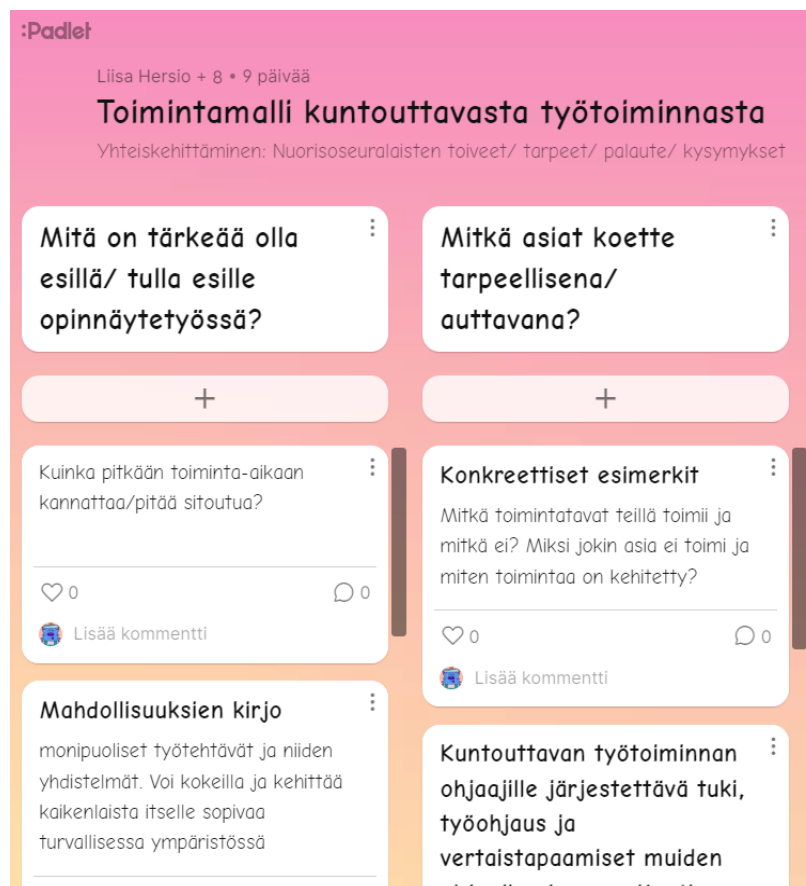 :Padlet
Liisa Hersio + 8 • 9 päivää
Toimintamalli kuntouttavasta työtoiminnasta
Yhteiskehittäminen: Nuorisoseuralaisten toiveet/ tarpeet/ palaute/ kysymykset
Mitä on tärkeää olla
esillä/ tulla esille
opinnäytetyössä?
+
Kuinka pitkään toiminta-aikaan
kannattaa/pitää sitoutua?
0
0
Lisää kommentti
Mahdollisuuksien kirjo
monipuoliset työtehtävät ja niiden
yhdistelmät. Voi kokeilla ja kehittää
kaikenlaista itselle sopivaa
turvallisessa ympäristössä
Mitkä asiat koette
tarpeellisena/
auttavana?
+
Konkreettiset esimerkit
Mitkä toimintatavat teillä toimii ja
mitkä ei? Miksi jokin asia ei toimi ja
miten toimintaa on kehitetty?
0
0
Lisää kommentti
Kuntouttavan työtoiminnan
ohjaajille järjestettävä tuki,
työohjaus ja
vertaistapaamiset muiden